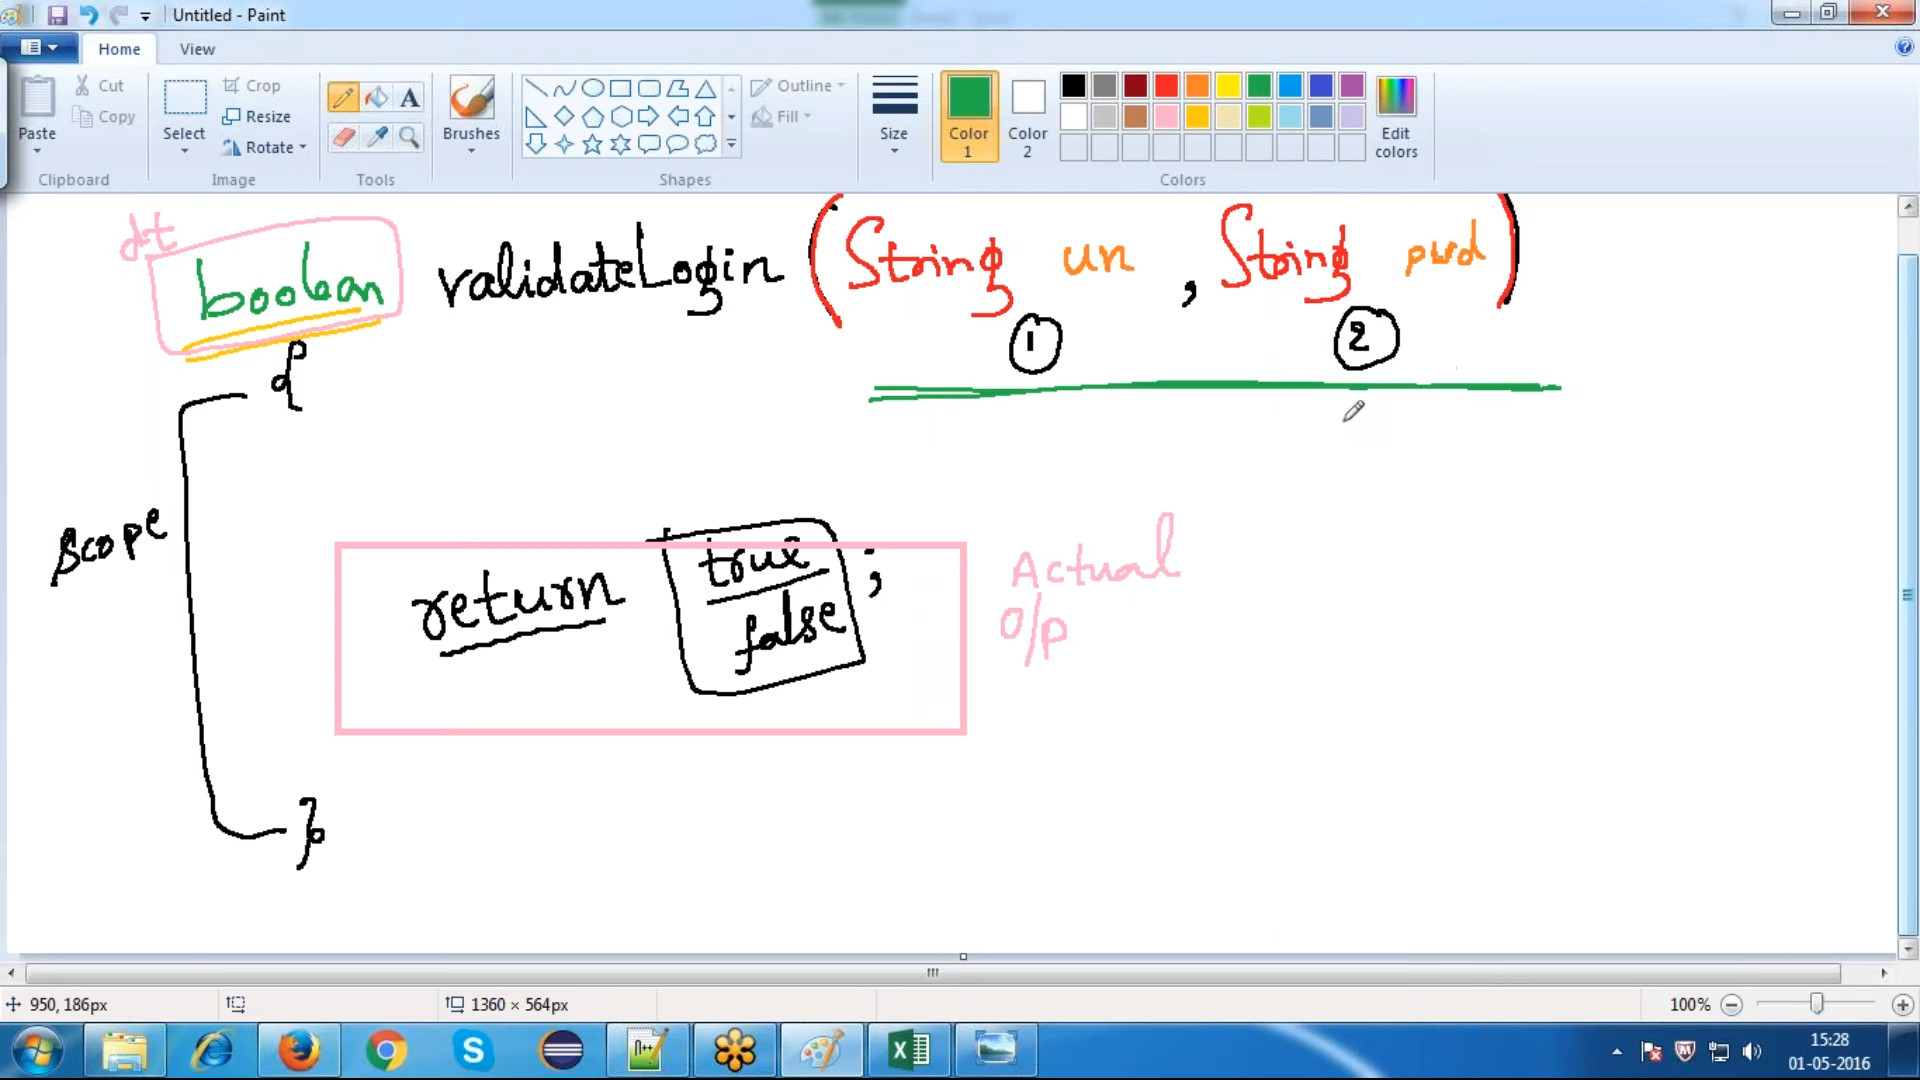 Untitled - Paint
Home View
Cut
Copy
Paste
Clipboard
Select
Crop
Resize
Rotate
Image
A
Tools
Brushes
Shapes
Outline
Fill
Size
Color 1
Color 2
Edit colors
Colors
dt
boolean validateLogin (String un , String pwd)
1 2
{
scope
return true ;
false
Actual
O/P
}
950, 186px
1360 × 564px
100%
15:28
01-05-2016